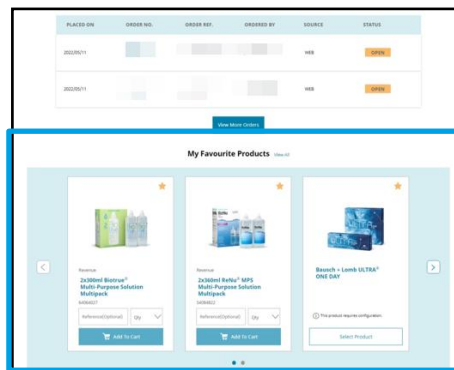 PLACED ON ORDER NO. ORDER REF. ORDERED BY SOURCE STATUS
2022/05/11 WEB OPEN
2022/05/11 WEB OPEN
View More Orders
My Favourite Products View All
Revenue
2x300ml Biotrue®
Multi-Purpose Solution
Multipack
Reference(Optional) Qty
Add To Cart
Revenue
2x360ml ReNu® MPS
Multi-Purpose Solution
Multipack
Reference(Optional) Qty
Add To Cart
Bausch + Lomb ULTRA®
ONE DAY
This product requires configuration.
Select Product